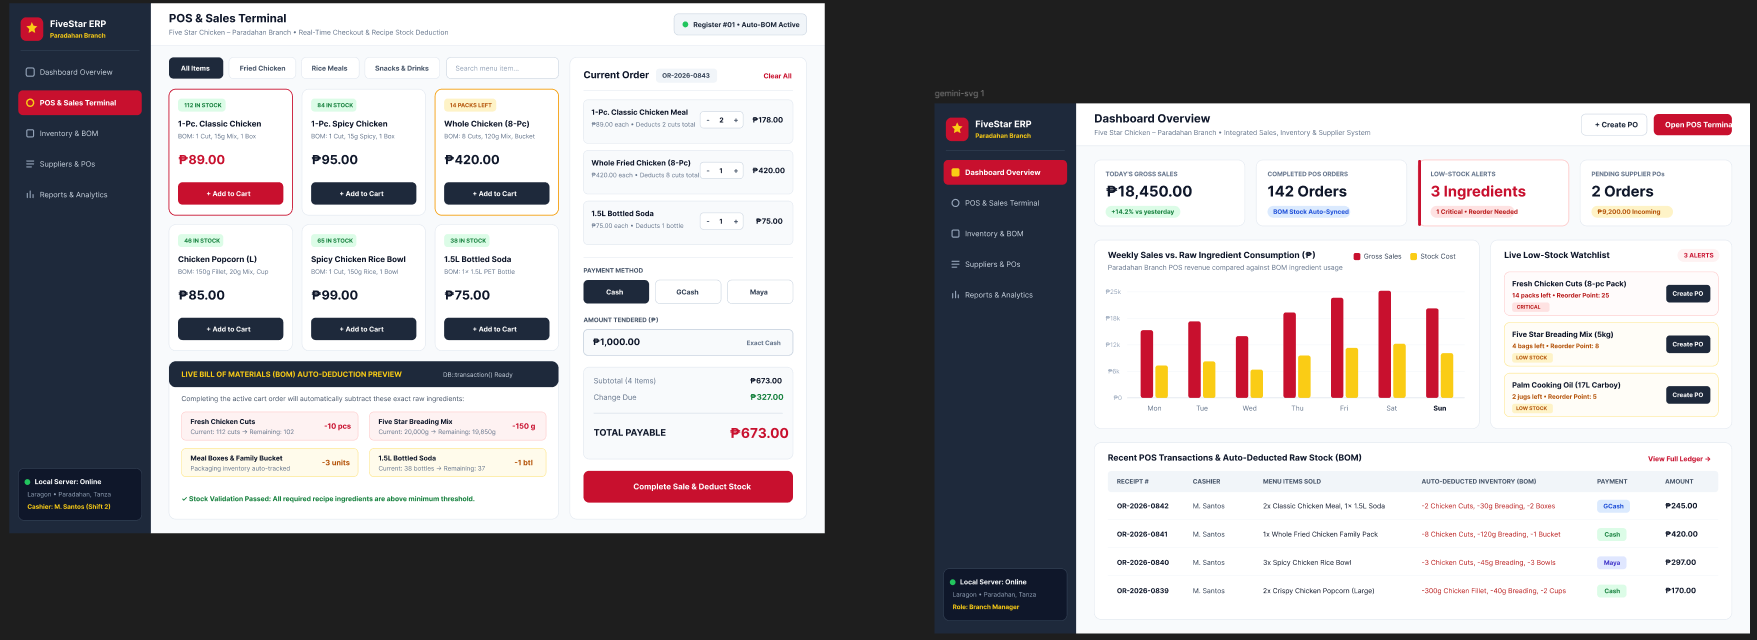 FiveStar ERP
Paradahan Branch
Dashboard Overview
POS & Sales Terminal
Inventory & BOM
Suppliers & POs
Reports & Analytics
Local Server: Online
Laragon • Paradahan, Tanza
Cashier: M. Santos (Shift 2)
POS & Sales Terminal
Five Star Chicken – Paradahan Branch • Real-Time Checkout & Recipe Stock Deduction
Register #01 • Auto-BOM Active
All Items
Fried Chicken
Rice Meals
Snacks & Drinks
Search menu item...
112 IN STOCK
1-Pc. Classic Chicken
BOM: 1 Cut, 15g Mix, 1 Box
₱89.00
+ Add to Cart
84 IN STOCK
1-Pc. Spicy Chicken
BOM: 1 Cut, 15g Spicy, 1 Box
₱95.00
+ Add to Cart
14 PACKS LEFT
Whole Chicken (8-Pc)
BOM: 8 Cuts, 120g Mix, Bucket
₱420.00
+ Add to Cart
46 IN STOCK
Chicken Popcorn (L)
BOM: 150g Fillet, 20g Mix, Cup
₱85.00
+ Add to Cart
65 IN STOCK
Spicy Chicken Rice Bowl
BOM: 1 Cut, 150g Rice, 1 Bowl
₱99.00
+ Add to Cart
38 IN STOCK
1.5L Bottled Soda
BOM: 1× 1.5L PET Bottle
₱75.00
+ Add to Cart
LIVE BILL OF MATERIALS (BOM) AUTO-DEDUCTION PREVIEW
DB::transaction() Ready
Completing the active cart order will automatically subtract these exact raw ingredients:
Fresh Chicken Cuts
Current: 112 cuts → Remaining: 102
-10 pcs
Five Star Breading Mix
Current: 20,000g → Remaining: 19,850g
-150 g
Meal Boxes & Family Bucket
Packaging inventory auto-tracked
-3 units
1.5L Bottled Soda
Current: 38 bottles → Remaining: 37
-1 btl
✓ Stock Validation Passed: All required recipe ingredients are above minimum threshold.
Current Order
OR-2026-0843
Clear All
1-Pc. Classic Chicken Meal
₱89.00 each • Deducts 2 cuts total
- 2 +
₱178.00
Whole Fried Chicken (8-Pc)
₱420.00 each • Deducts 8 cuts total
- 1 +
₱420.00
1.5L Bottled Soda
₱75.00 each • Deducts 1 bottle
- 1 +
₱75.00
PAYMENT METHOD
Cash
GCash
Maya
AMOUNT TENDERED (₱)
₱1,000.00
Exact Cash
Subtotal (4 Items)
₱673.00
Change Due
₱327.00
TOTAL PAYABLE
₱673.00
Complete Sale & Deduct Stock
gemini-svg 1
FiveStar ERP
Paradahan Branch
Dashboard Overview
POS & Sales Terminal
Inventory & BOM
Suppliers & POs
Reports & Analytics
Local Server: Online
Laragon • Paradahan, Tanza
Role: Branch Manager
Dashboard Overview
Five Star Chicken – Paradahan Branch • Integrated Sales, Inventory & Supplier System
+ Create PO
Open POS Termina
TODAY'S GROSS SALES
₱18,450.00
+14.2% vs yesterday
COMPLETED POS ORDERS
142 Orders
BOM Stock Auto-Synced
LOW-STOCK ALERTS
3 Ingredients
1 Critical • Reorder Needed
PENDING SUPPLIER POs
2 Orders
₱9,200.00 Incoming
Weekly Sales vs. Raw Ingredient Consumption (₱)
Paradahan Branch POS revenue compared against BOM ingredient usage
Gross Sales
Stock Cost
₱25k
₱18k
₱12k
₱6k
₱0
Mon
Tue
Wed
Thu
Fri
Sat
Sun
Live Low-Stock Watchlist
3 ALERTS
Fresh Chicken Cuts (8-pc Pack)
14 packs left • Reorder Point: 25
CRITICAL
Create PO
Five Star Breading Mix (5kg)
4 bags left • Reorder Point: 8
LOW STOCK
Create PO
Palm Cooking Oil (17L Carboy)
2 jugs left • Reorder Point: 5
LOW STOCK
Create PO
Recent POS Transactions & Auto-Deducted Raw Stock (BOM)
View Full Ledger →
RECEIPT # CASHIER MENU ITEMS SOLD AUTO-DEDUCTED INVENTORY (BOM) PAYMENT AMOUNT
OR-2026-0842 M. Santos 2x Classic Chicken Meal, 1× 1.5L Soda -2 Chicken Cuts, -30g Breading, -2 Boxes GCash ₱245.00
OR-2026-0841 M. Santos 1x Whole Fried Chicken Family Pack -8 Chicken Cuts, -120g Breading, -1 Bucket Cash ₱420.00
OR-2026-0840 M. Santos 3x Spicy Chicken Rice Bowl -3 Chicken Cuts, -45g Breading, -3 Bowls Maya ₱297.00
OR-2026-0839 M. Santos 2x Crispy Chicken Popcorn (Large) -300g Chicken Fillet, -40g Breading, -2 Cups Cash ₱170.00